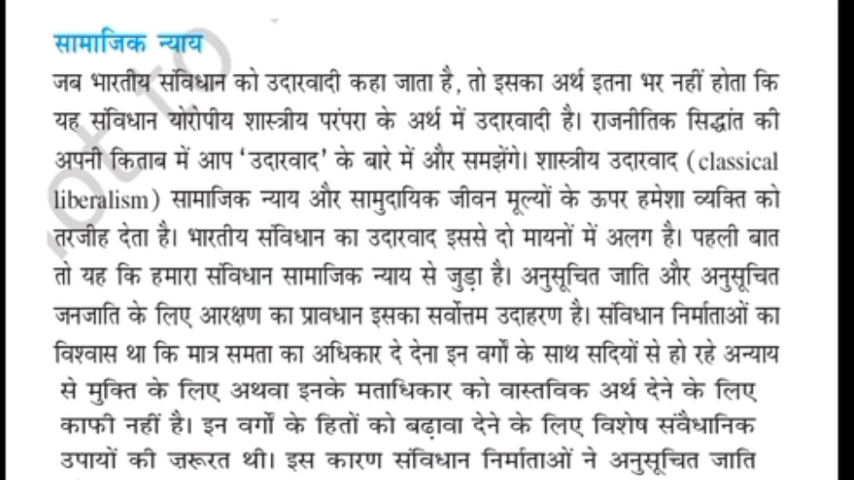 सामाजिक न्याय
जब भारतीय संविधान को उदारवादी कहा जाता है, तो इसका अर्थ इतना भर नहीं होता कि
यह संविधान योरोपीय शास्त्रीय परंपरा के अर्थ में उदारवादी है। राजनीतिक सिद्धांत की
अपनी किताब में आप ‘उदारवाद’ के बारे में और समझेंगे। शास्त्रीय उदारवाद (classical
liberalism) सामाजिक न्याय और सामुदायिक जीवन मूल्यों के ऊपर हमेशा व्यक्ति को
तरजीह देता है। भारतीय संविधान का उदारवाद इससे दो मायनों में अलग है। पहली बात
तो यह कि हमारा संविधान सामाजिक न्याय से जुड़ा है। अनुसूचित जाति और अनुसूचित
जनजाति के लिए आरक्षण का प्रावधान इसका सर्वोत्तम उदाहरण है। संविधान निर्माताओं का
विश्वास था कि मात्र समता का अधिकार दे देना इन वर्गों के साथ सदियों से हो रहे अन्याय
से मुक्ति के लिए अथवा इनके मताधिकार को वास्तविक अर्थ देने के लिए
काफी नहीं है। इन वर्गों के हितों को बढ़ावा देने के लिए विशेष संवैधानिक
उपायों की ज़रूरत थी। इस कारण संविधान निर्माताओं ने अनुसूचित जाति
not to